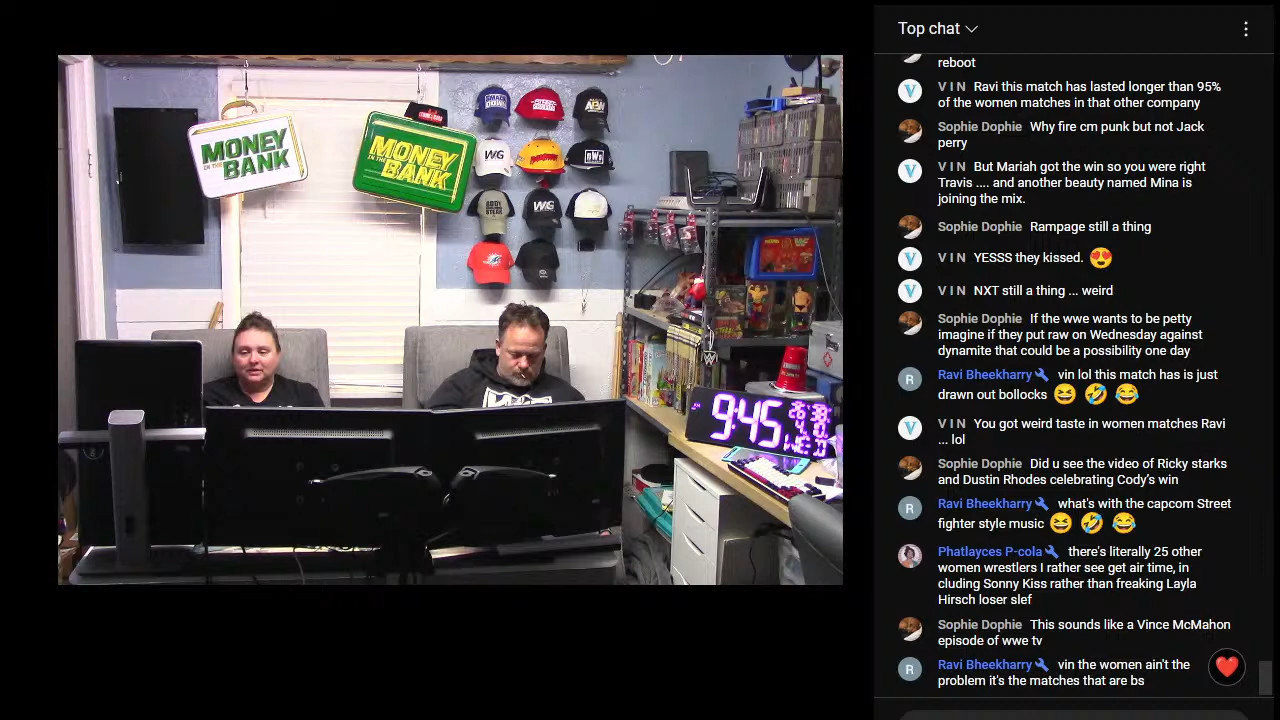 MONEY
IN THE
BANK
MONEY
IN THE
BANK
WG
nWo
9:45
Top chat
reboot
V I N Ravi this match has lasted longer than 95%
of the women matches in that other company
Sophie Dophie Why fire cm punk but not Jack
perry
V I N But Mariah got the win so you were right
Travis .... and another beauty named Mina is
joining the mix.
Sophie Dophie Rampage still a thing
V I N YESSS they kissed. 😍
V I N NXT still a thing ... weird
Sophie Dophie If the wwe wants to be petty
imagine if they put raw on Wednesday against
dynamite that could be a possibility one day
R Ravi Bheekharry vin lol this match has is just
drawn out bollocks 😆 🤣 😂
V I N You got weird taste in women matches Ravi
... lol
Sophie Dophie Did u see the video of Ricky starks
and Dustin Rhodes celebrating Cody's win
R Ravi Bheekharry what's with the capcom Street
fighter style music 😆 🤣 😂
Phatlayces P-cola there's literally 25 other
women wrestlers I rather see get air time, in
cluding Sonny Kiss rather than freaking Layla
Hirsch loser slef
Sophie Dophie This sounds like a Vince McMahon
episode of wwe tv
R Ravi Bheekharry vin the women ain't the
problem it's the matches that are bs